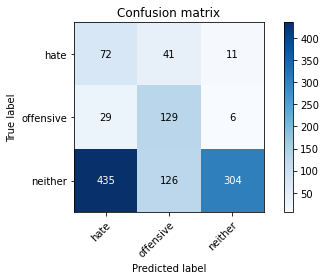 Confusion matrix
hate 72 41 11
offensive 29 129 6
neither 435 126 304
hate offensive neither
True label
Predicted label
400
350
300
250
200
150
100
50